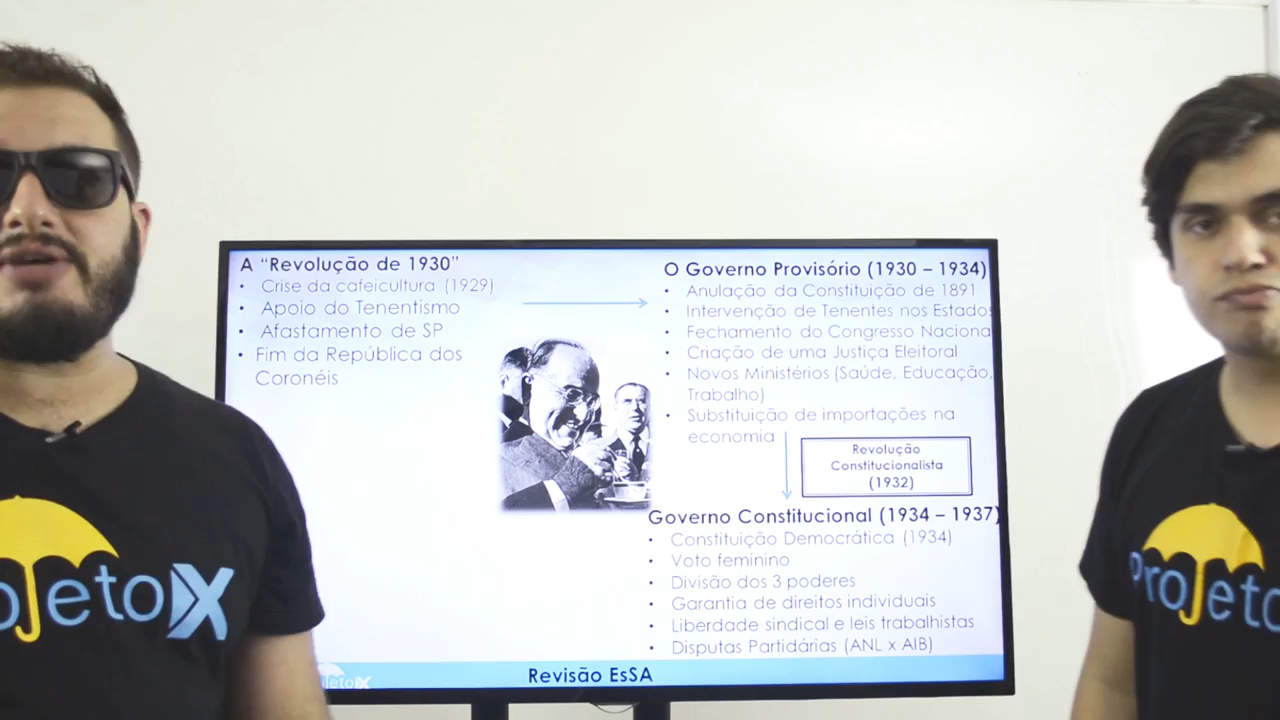 A "Revolução de 1930"
• Crise da cafeicultura (1929)
• Apoio do Tenentismo
• Afastamento de SP
• Fim da República dos
Coronéis
O Governo Provisório (1930 – 1934)
• Anulação da Constituição de 1891
• Intervenção de Tenentes nos Estados
• Fechamento do Congresso Naciona
• Criação de uma Justiça Eleitoral
• Novos Ministérios (Saúde, Educação,
Trabalho)
• Substituição de importações na
economia
Revolução
Constitucionalista
(1932)
Governo Constitucional (1934 – 1937)
• Constituição Democrática (1934)
• Voto feminino
• Divisão dos 3 poderes
• Garantia de direitos individuais
• Liberdade sindical e leis trabalhistas
• Disputas Partidárias (ANL x AIB)
jetoX
Revisão EsSA
ojetoX
Projeto